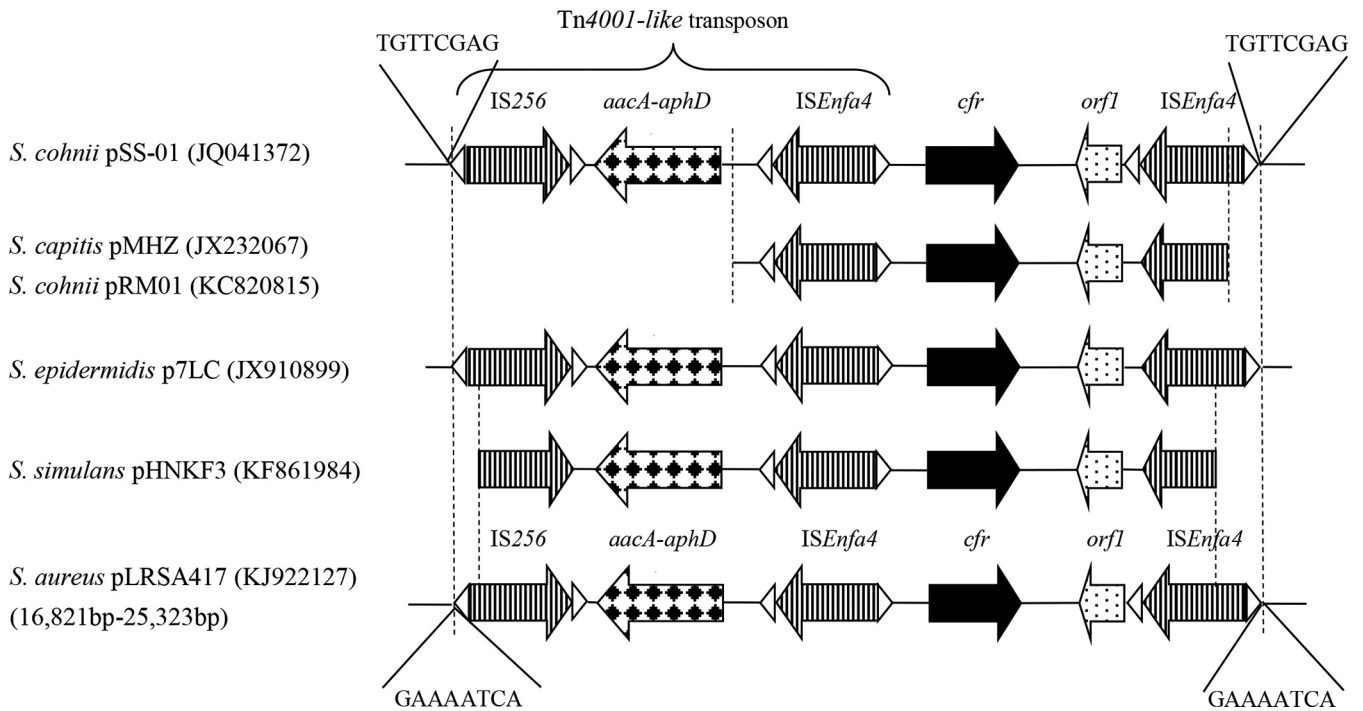 Tn4001-like transposon
TGTTCGAG
TGTTCGAG
IS256 aacA-aphD ISEnfa4 cfr orf1 ISEnfa4
S. cohnii pSS-01 (JQ041372)
S. capitis pMHZ (JX232067)
S. cohnii pRM01 (KC820815)
S. epidermidis p7LC (JX910899)
S. simulans pHNKF3 (KF861984)
IS256 aacA-aphD ISEnfa4 cfr orf1 ISEnfa4
S. aureus pLRSA417 (KJ922127)
(16,821bp-25,323bp)
GAAAATCA
GAAAATCA